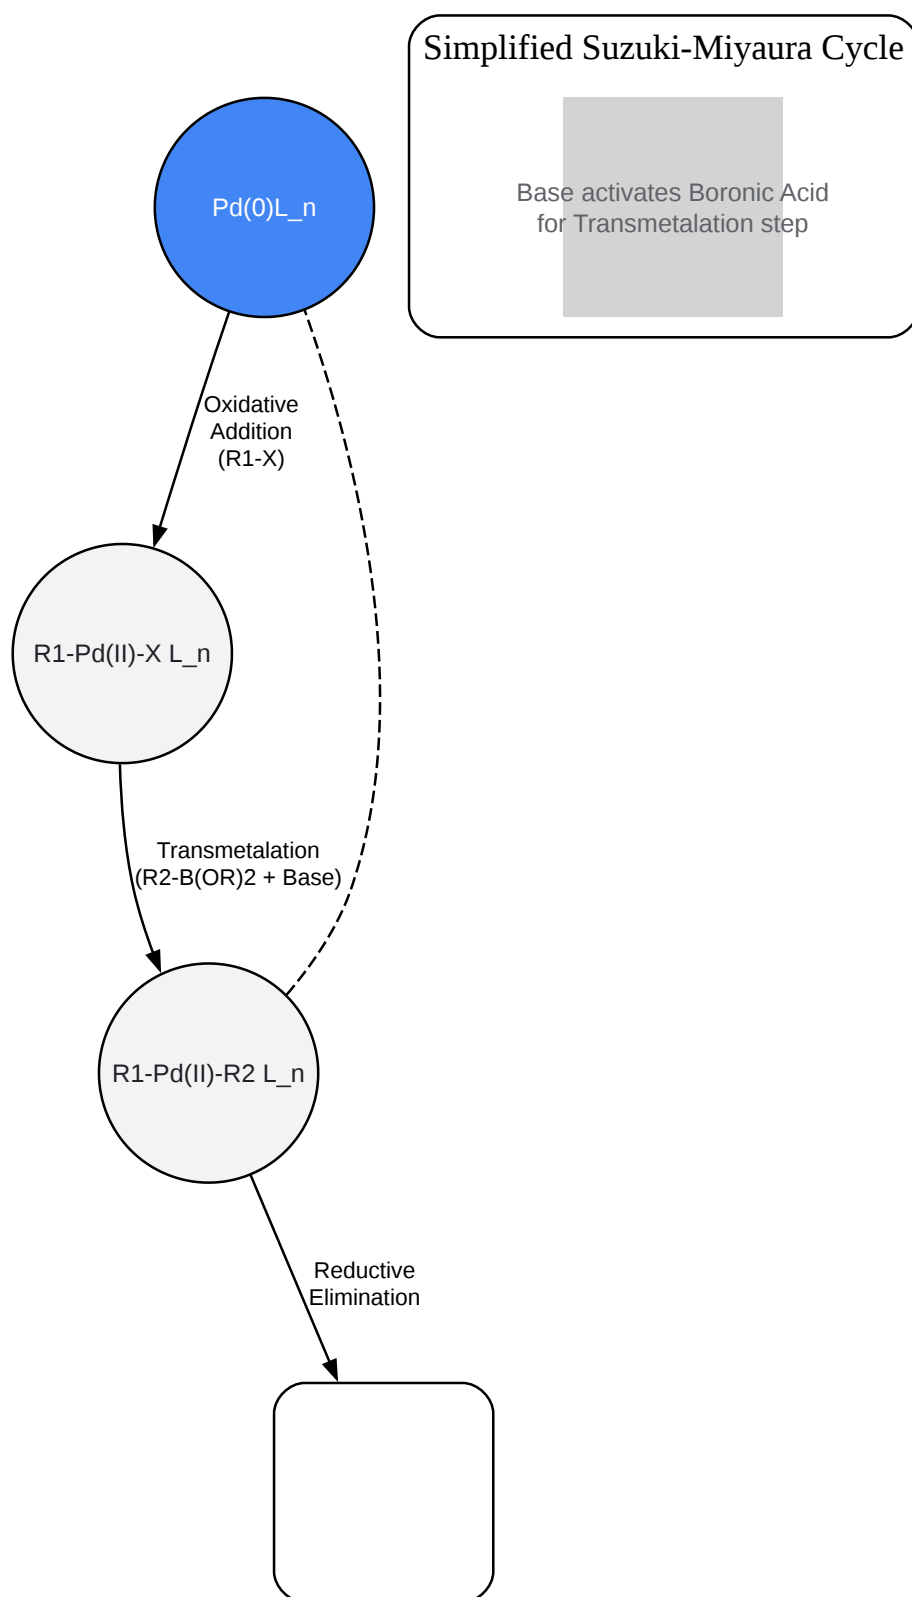 Simplified Suzuki-Miyaura Cycle
Base activates Boronic Acid
for Transmetalation step
Pd(0)L_n
Oxidative
Addition
(R1-X)
R1-Pd(II)-X L_n
Transmetalation
(R2-B(OR)2 + Base)
R1-Pd(II)-R2 L_n
Reductive
Elimination